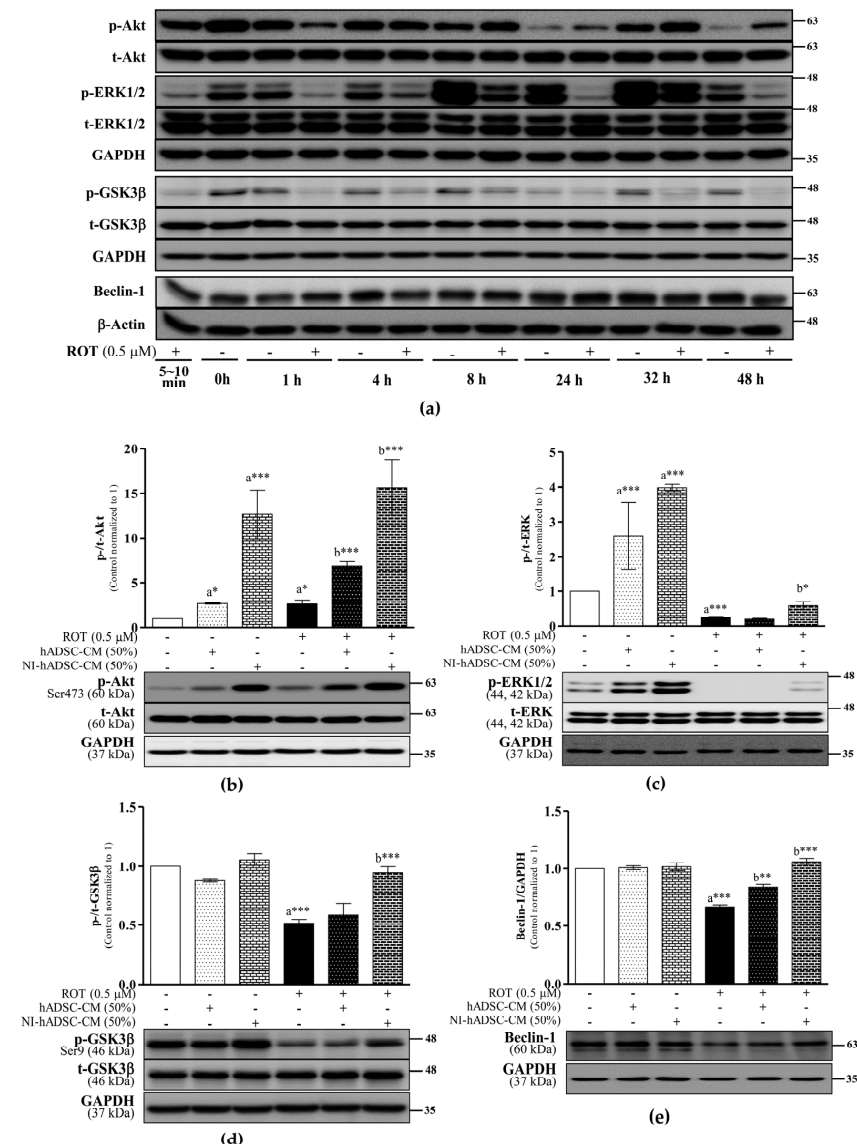 p-Akt 63
t-Akt 63
p-ERK1/2 48
t-ERK1/2 48
GAPDH 35
p-GSK3β 48
t-GSK3β 48
GAPDH 35
Beclin-1 63
β-Actin 48
ROT (0.5 μM) + - - + - + - + - + - + - +
5~10 min 0h 1 h 4 h 8 h 24 h 32 h 48 h
(a)
p-/t-Akt
(Control normalized to 1)
20
15
10
5
0
a* a*** a* b*** b***
ROT (0.5 μM) - - - + + +
hADSC-CM (50%) - + - - + -
NI-hADSC-CM (50%) - - + - - +
p-Akt 63
Ser473 (60 kDa)
t-Akt 63
(60 kDa)
GAPDH 35
(37 kDa)
(b)
p-/t-ERK
(Control normalized to 1)
5
4
3
2
1
0
a*** a*** a*** b*
ROT (0.5 μM) - - - + + +
hADSC-CM (50%) - + - - + -
NI-hADSC-CM (50%) - - + - - +
p-ERK1/2 48
(44, 42 kDa)
t-ERK 48
(44, 42 kDa)
GAPDH 35
(37 kDa)
(c)
p-/t-GSK3β
(Control normalized to 1)
1.5
1.0
0.5
0.0
a*** b***
ROT (0.5 μM) - - - + + +
hADSC-CM (50%) - + - - + -
NI-hADSC-CM (50%) - - + - - +
p-GSK3β 48
Ser9 (46 kDa)
t-GSK3β 48
(46 kDa)
GAPDH 35
(37 kDa)
(d)
Beclin-1/GAPDH
(Control normalized to 1)
1.5
1.0
0.5
0.0
a*** b** b***
ROT (0.5 μM) - - - + + +
hADSC-CM (50%) - + - - + -
NI-hADSC-CM (50%) - - + - - +
Beclin-1 63
(60 kDa)
GAPDH 35
(37 kDa)
(e)